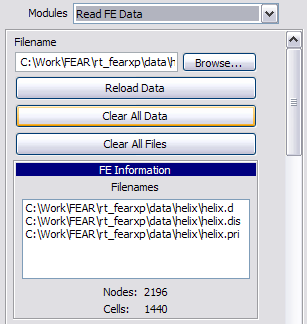 Modules Read FE Data
Filename
C:\Work\FEAR\rt_fearxp\data\h Browse...
Reload Data
Clear All Data
Clear All Files
FE Information
Filenames
C:\Work\FEAR\rt_fearxp\data\helix\helix.d
C:\Work\FEAR\rt_fearxp\data\helix\helix.dis
C:\Work\FEAR\rt_fearxp\data\helix\helix.pri
Nodes: 2196
Cells: 1440